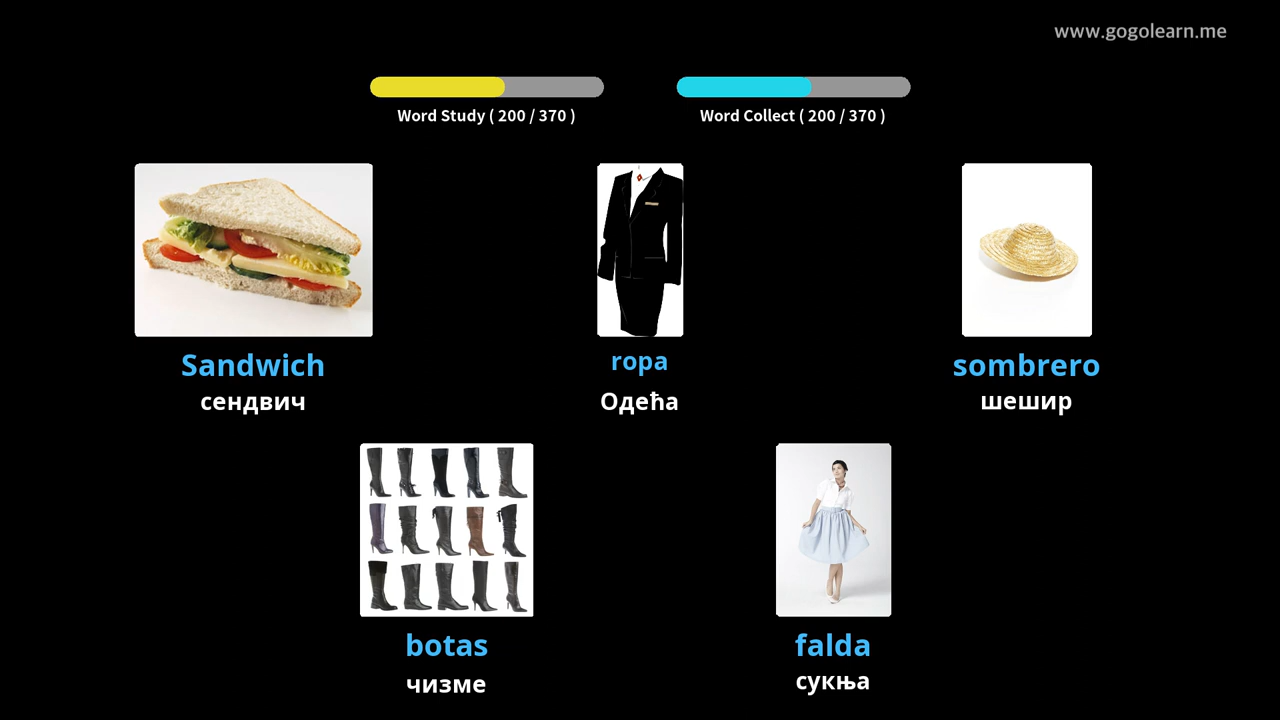 www.gogolearn.me
Word Study ( 200 / 370 )
Word Collect ( 200 / 370 )
Sandwich
сендвич
ropa
Одећа
sombrero
шешир
botas
чизме
falda
сукња